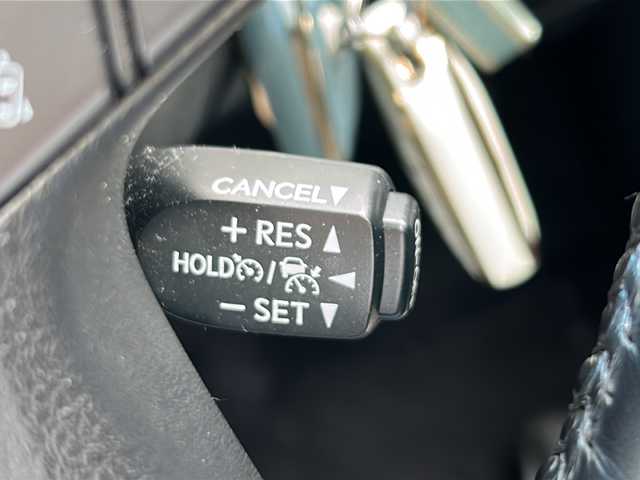 CANCEL▼
+ RES ▲
HOLD / ◄
− SET ▼